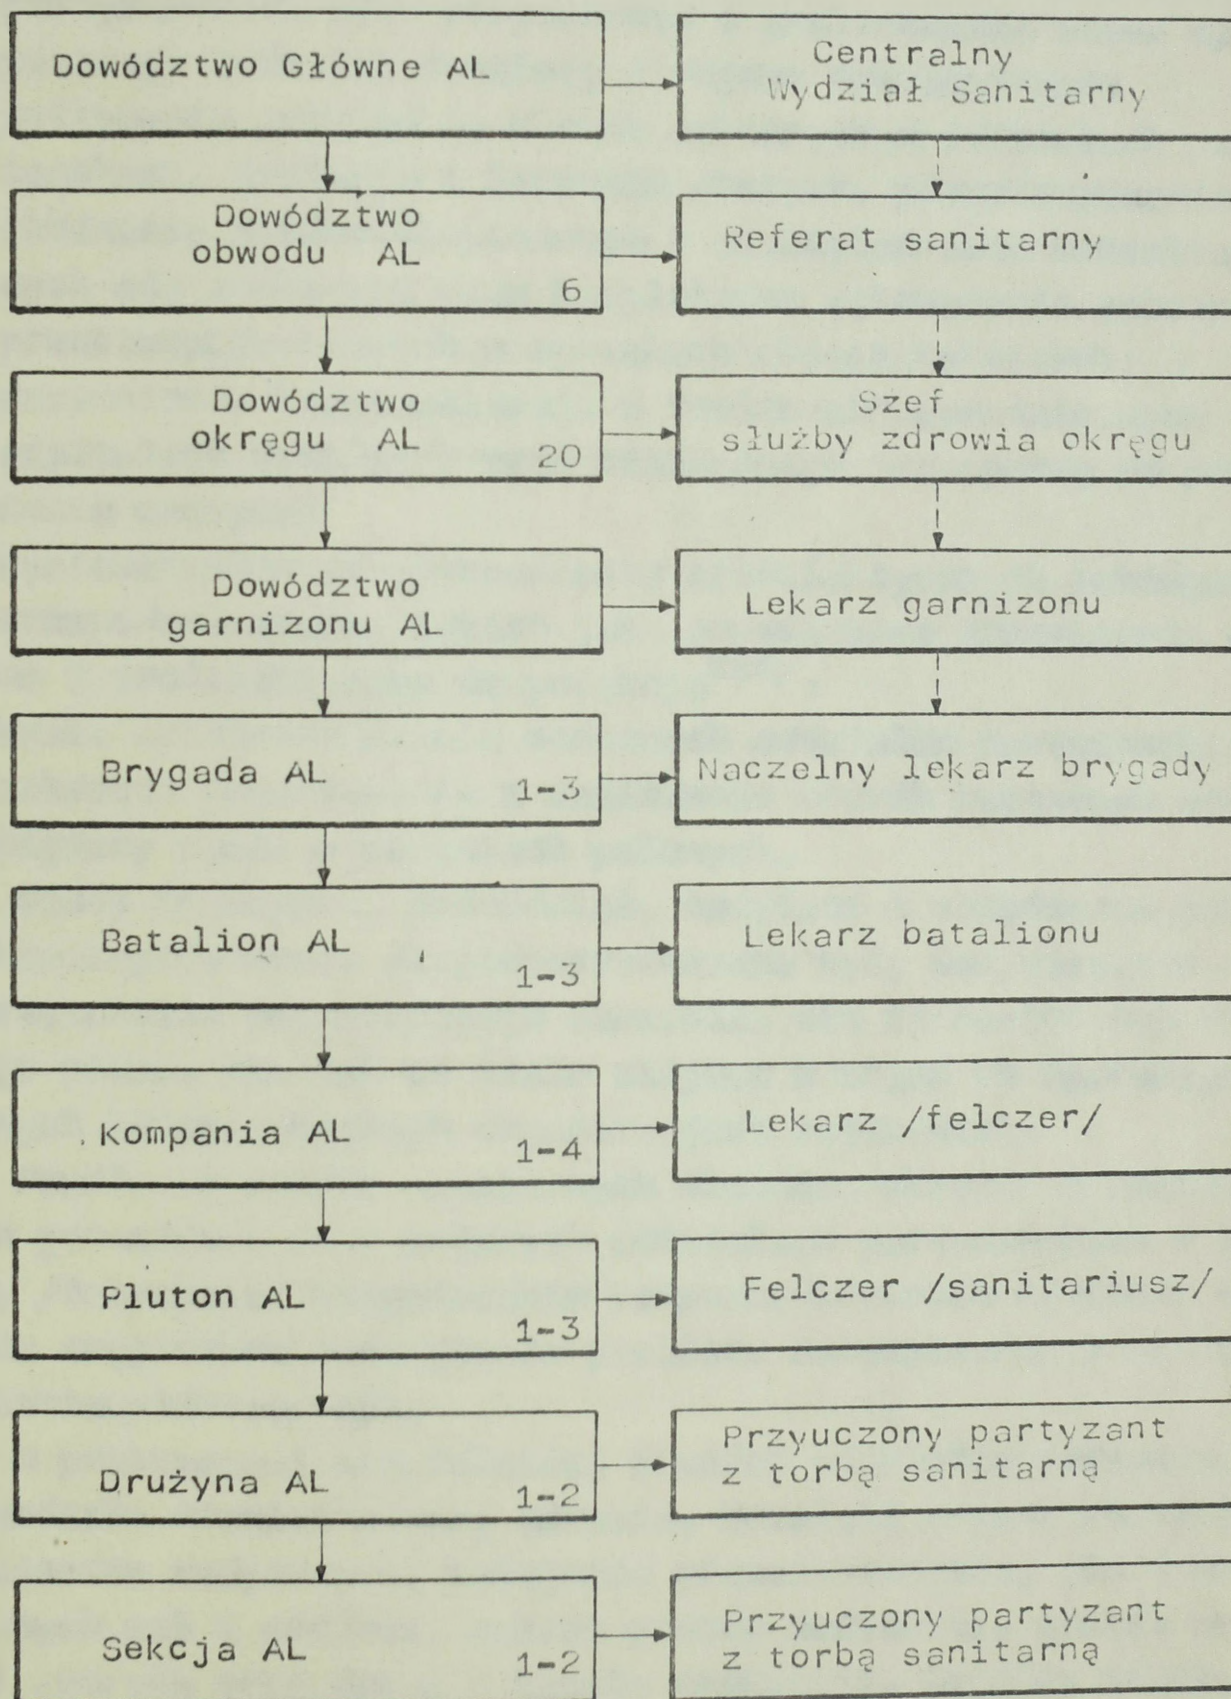 Dowództwo Główne AL
Centralny
Wydział Sanitarny
Dowództwo
obwodu AL
6
Referat sanitarny
Dowództwo
okręgu AL
20
Szef
służby zdrowia okręgu
Dowództwo
garnizonu AL
Lekarz garnizonu
Brygada AL
1-3
Naczelny lekarz brygady
Batalion AL
1-3
Lekarz batalionu
Kompania AL
1-4
Lekarz /felczer/
Pluton AL
1-3
Felczer /sanitariusz/
Drużyna AL
1-2
Przyuczony partyzant
z torbą sanitarną
Sekcja AL
1-2
Przyuczony partyzant
z torbą sanitarną